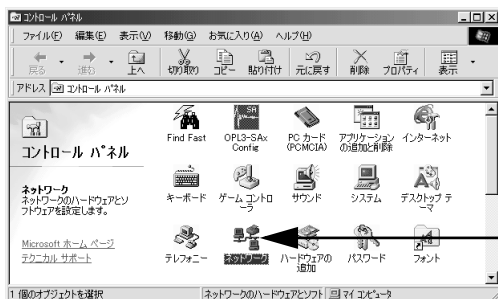 コントロール パネル
ファイル(F) 編集(E) 表示(V) 移動(G) お気に入り(A) ヘルプ(H)
戻る 進む 上へ 切り取り コピー 貼り付け 元に戻す 削除 プロパティ 表示
アドレス コントロール パネル
コントロール パネル
ネットワーク
ネットワークのハードウェアとソ
フトウェアを設定します。
Microsoft ホーム ページ
テクニカル サポート
Find Fast
OPL3-SAx
Config
PC カード
(PCMCIA)
アプリケーション
の追加と削除
インターネット
キーボード
ゲーム コントロ
ーラ
サウンド
システム
デスクトップ テ
ーマ
テレフォニー
ネットワーク
ハードウェアの
追加
パスワード
フォント
1 個のオブジェクトを選択 ネットワークのハードウェアとソフト マイ コンピュータ